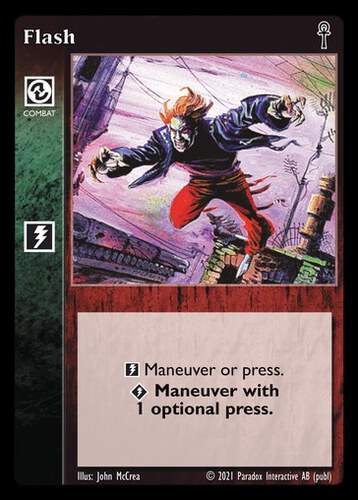 Flash
COMBAT
Maneuver or press.
Maneuver with
1 optional press.
Illus: John McCrea © 2021 Paradox Interactive AB (publ)